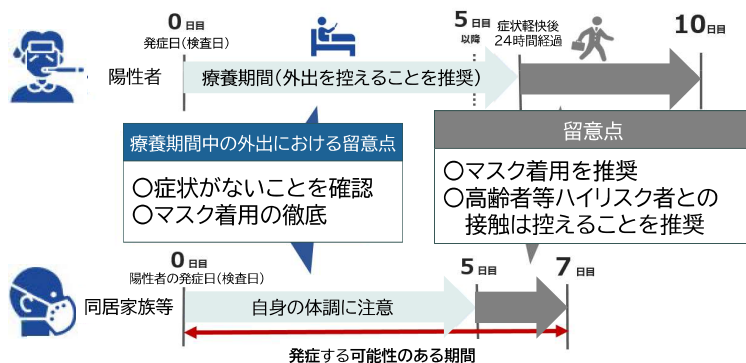 0日目
発症日(検査日)
5日目
以降
症状軽快後
24時間経過
10日目
陽性者
療養期間(外出を控えることを推奨)
療養期間中の外出における留意点
○症状がないことを確認
○マスク着用の徹底
留意点
○マスク着用を推奨
○高齢者等ハイリスク者との
接触は控えることを推奨
0日目
陽性者の発症日(検査日)
5日目
7日目
同居家族等
自身の体調に注意
発症する可能性のある期間